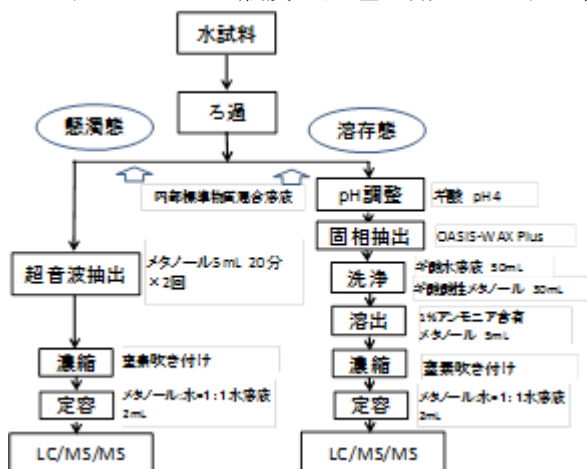 水試料
ろ過
懸濁態
溶存態
内部標準物質混合溶液
pH調整
ギ酸 pH4
固相抽出
OASIS-WAX Plus
超音波抽出
メタノール5mL 20分
×2回
洗浄
ギ酸水溶液 30mL
ギ酸酸性メタノール 30mL
溶出
1%アンモニア含有
メタノール 5mL
濃縮
窒素吹き付け
濃縮
窒素吹き付け
定容
メタノール:水=1:1水溶液
2mL
定容
メタノール:水=1:1水溶液
2mL
LC/MS/MS
LC/MS/MS